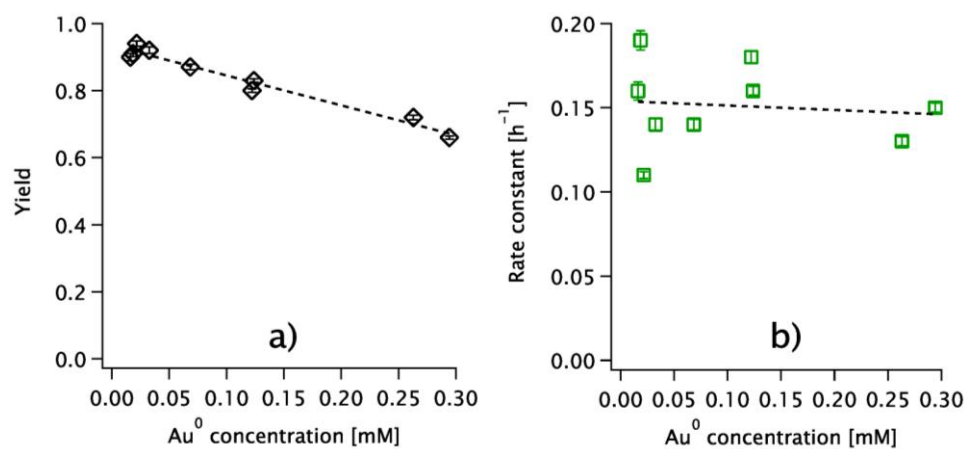 1.0
0.8
0.6
0.4
0.2
0.0
Yield
a)
0.00 0.05 0.10 0.15 0.20 0.25 0.30
Au⁰ concentration [mM]
0.20
0.15
0.10
0.05
0.00
Rate constant [h⁻¹]
b)
0.00 0.05 0.10 0.15 0.20 0.25 0.30
Au⁰ concentration [mM]